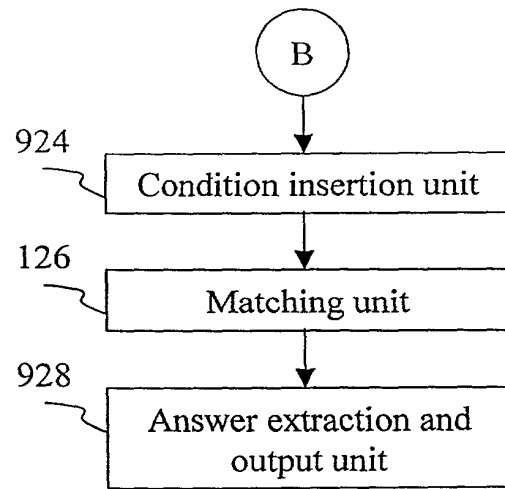 B
924
Condition insertion unit
126
Matching unit
928
Answer extraction and
output unit